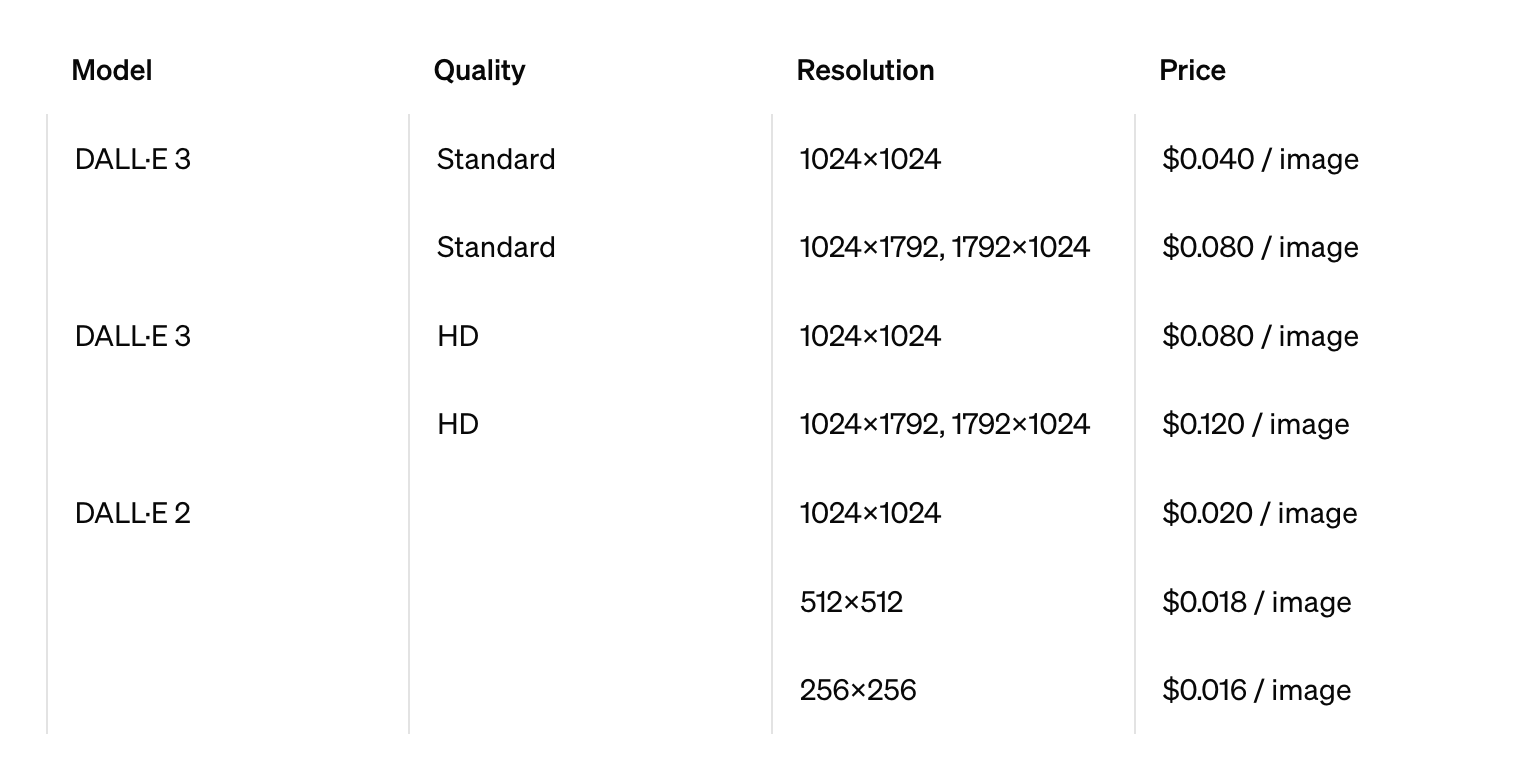 Model Quality Resolution Price
DALL·E 3 Standard 1024×1024 $0.040 / image
Standard 1024×1792, 1792×1024 $0.080 / image
DALL·E 3 HD 1024×1024 $0.080 / image
HD 1024×1792, 1792×1024 $0.120 / image
DALL·E 2 1024×1024 $0.020 / image
512×512 $0.018 / image
256×256 $0.016 / image